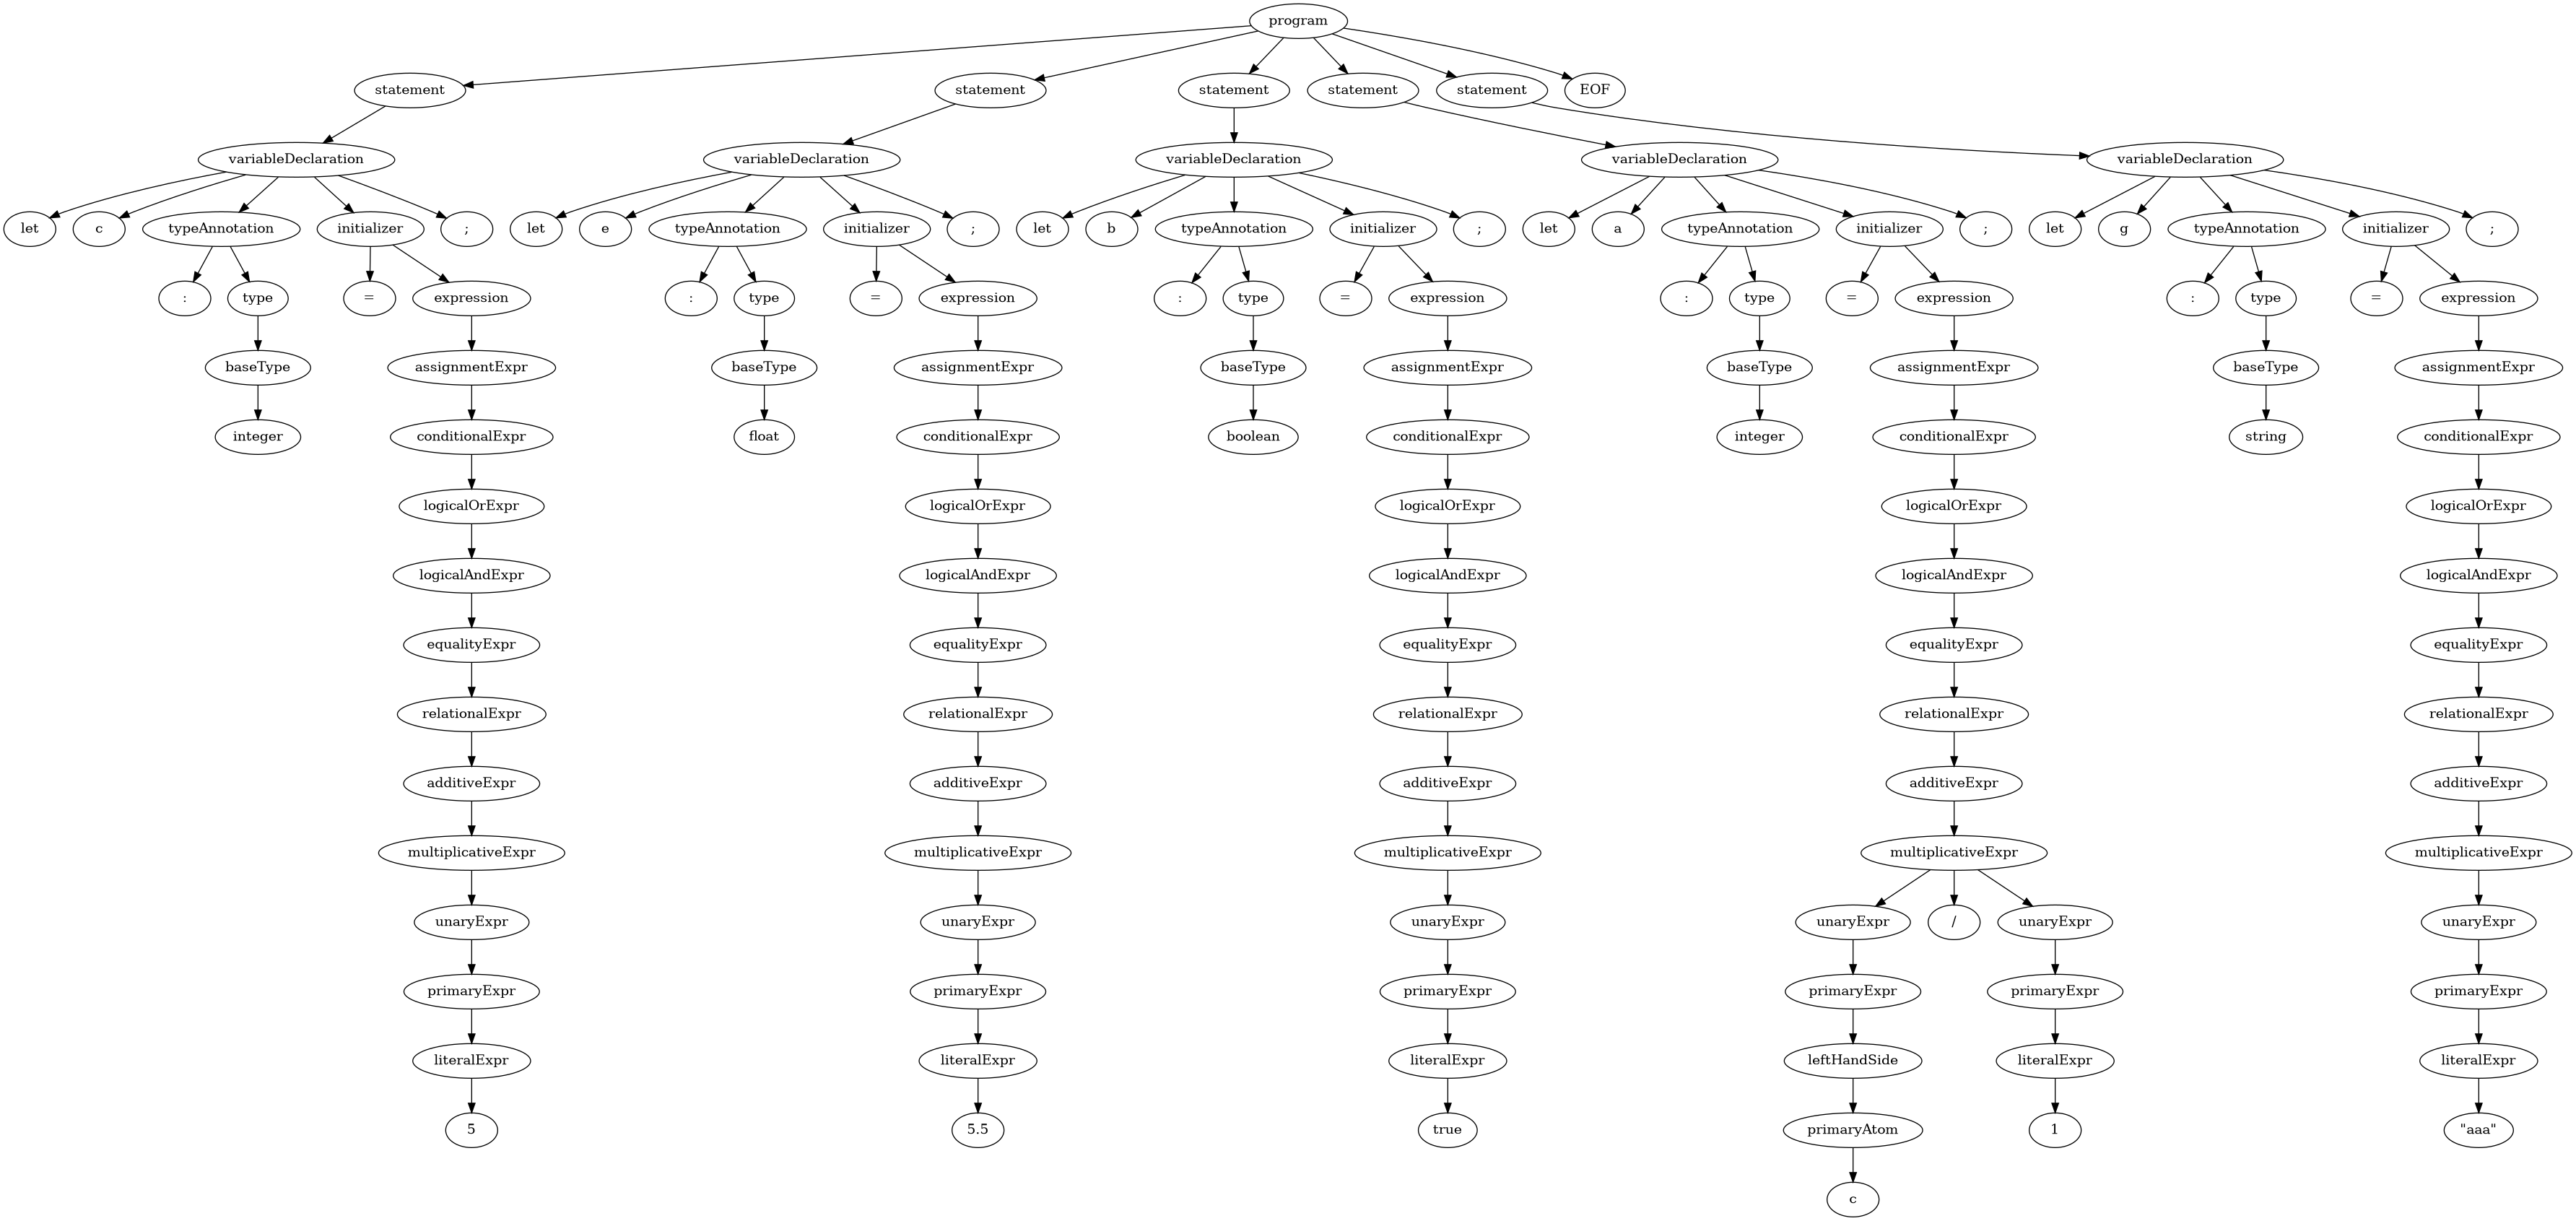 program
statement statement statement statement statement EOF
variableDeclaration variableDeclaration variableDeclaration variableDeclaration variableDeclaration
let c typeAnnotation initializer ; let e typeAnnotation initializer ; let b typeAnnotation initializer ; let a typeAnnotation initializer ; let g typeAnnotation initializer ;
: type = expression : type = expression : type = expression : type = expression : type = expression
baseType assignmentExpr baseType assignmentExpr baseType assignmentExpr baseType assignmentExpr baseType assignmentExpr
integer conditionalExpr float conditionalExpr boolean conditionalExpr integer conditionalExpr string conditionalExpr
logicalOrExpr logicalOrExpr logicalOrExpr logicalOrExpr logicalOrExpr
logicalAndExpr logicalAndExpr logicalAndExpr logicalAndExpr logicalAndExpr
equalityExpr equalityExpr equalityExpr equalityExpr equalityExpr
relationalExpr relationalExpr relationalExpr relationalExpr relationalExpr
additiveExpr additiveExpr additiveExpr additiveExpr additiveExpr
multiplicativeExpr multiplicativeExpr multiplicativeExpr multiplicativeExpr multiplicativeExpr
unaryExpr unaryExpr unaryExpr unaryExpr / unaryExpr unaryExpr
primaryExpr primaryExpr primaryExpr primaryExpr primaryExpr primaryExpr
literalExpr literalExpr literalExpr leftHandSide literalExpr literalExpr
5 5.5 true primaryAtom 1 "aaa"
c